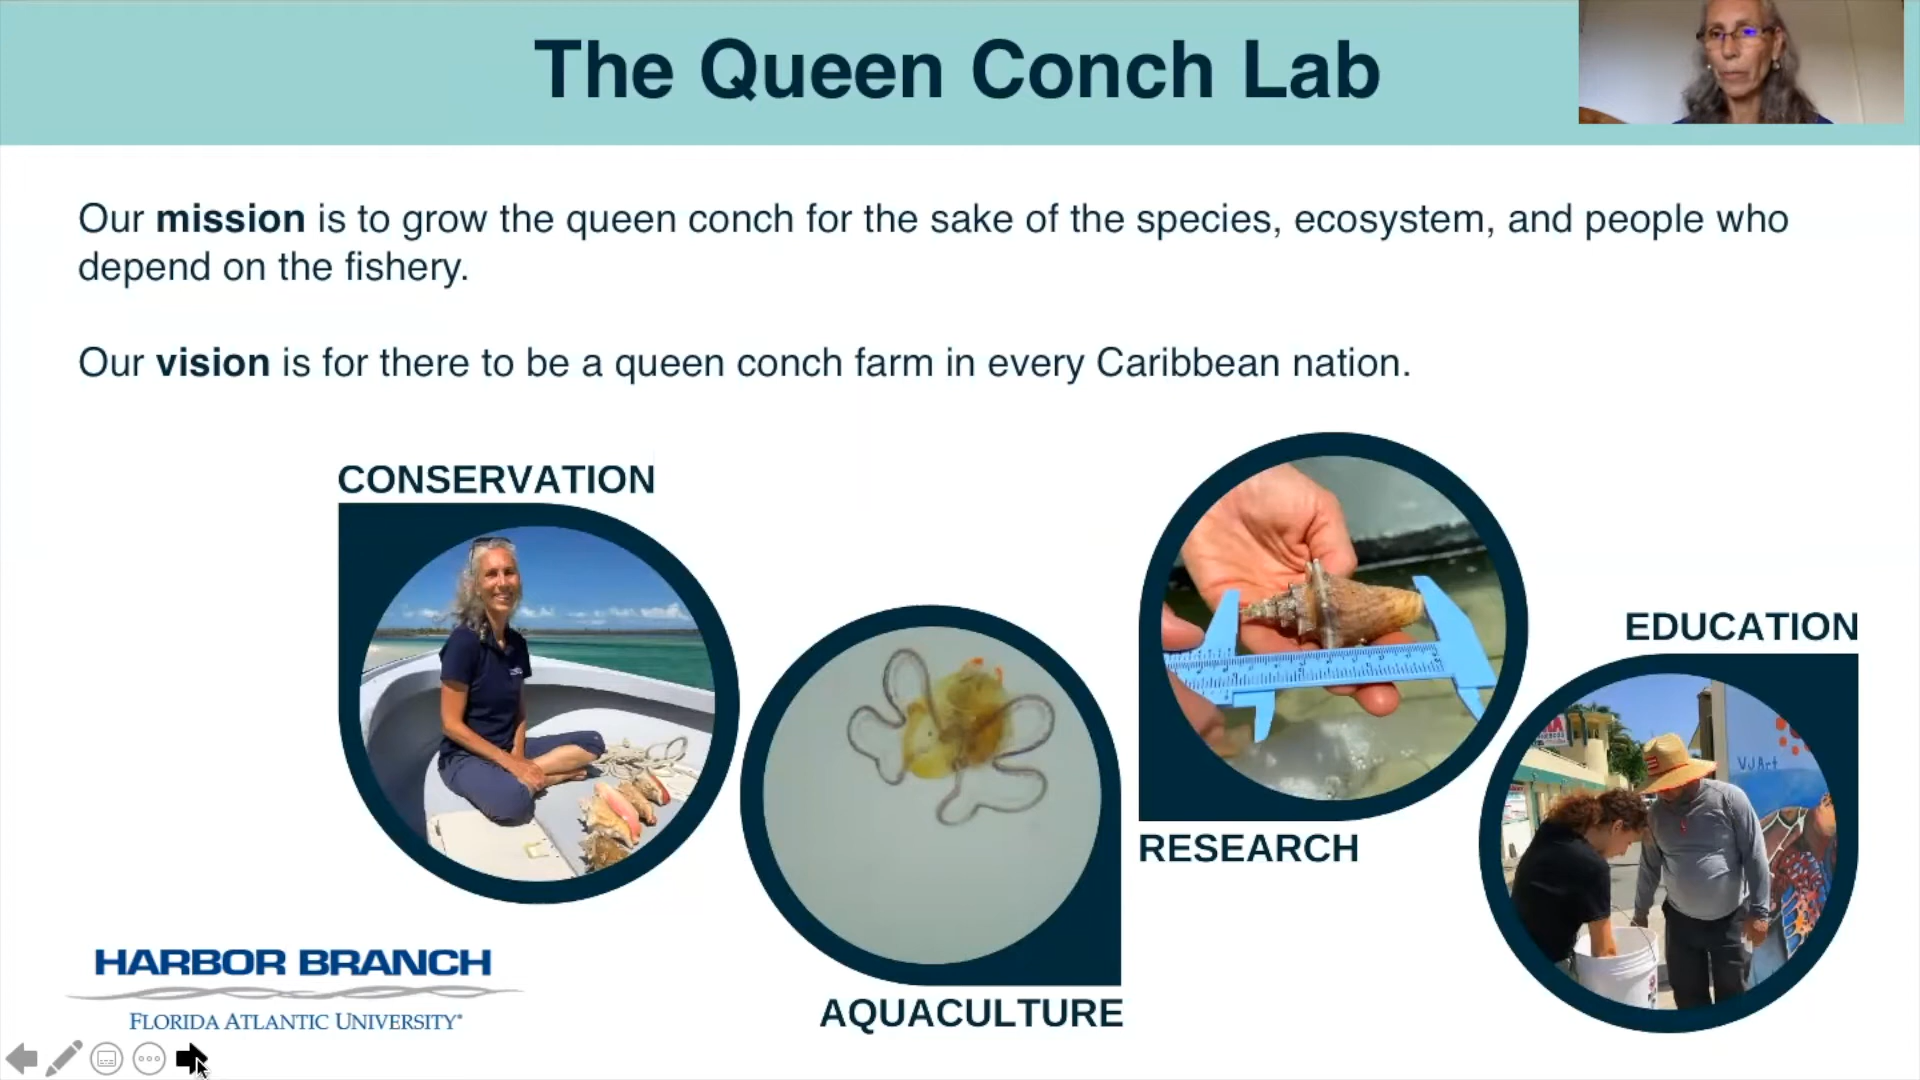 The Queen Conch Lab
Our mission is to grow the queen conch for the sake of the species, ecosystem, and people who
depend on the fishery.
Our vision is for there to be a queen conch farm in every Caribbean nation.
CONSERVATION
EDUCATION
VJArt
RESEARCH
HARBOR BRANCH
AQUACULTURE
FLORIDA ATLANTIC UNIVERSITY®